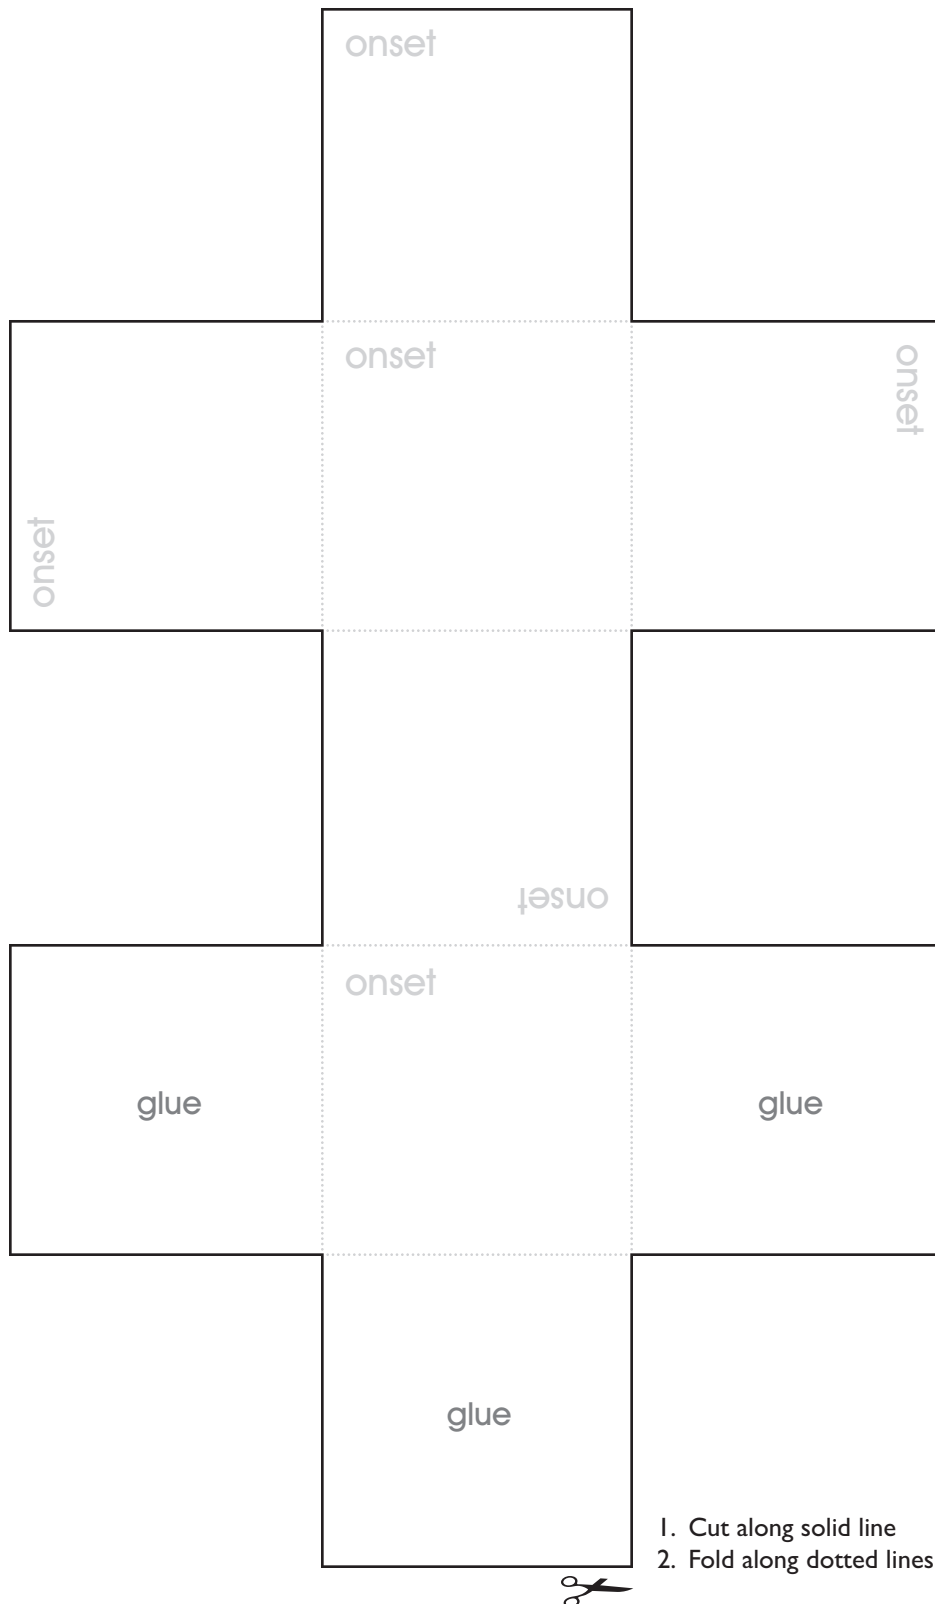 onset
onset
onset
onset
onset
onset
glue
glue
glue
1. Cut along solid line
2. Fold along dotted lines